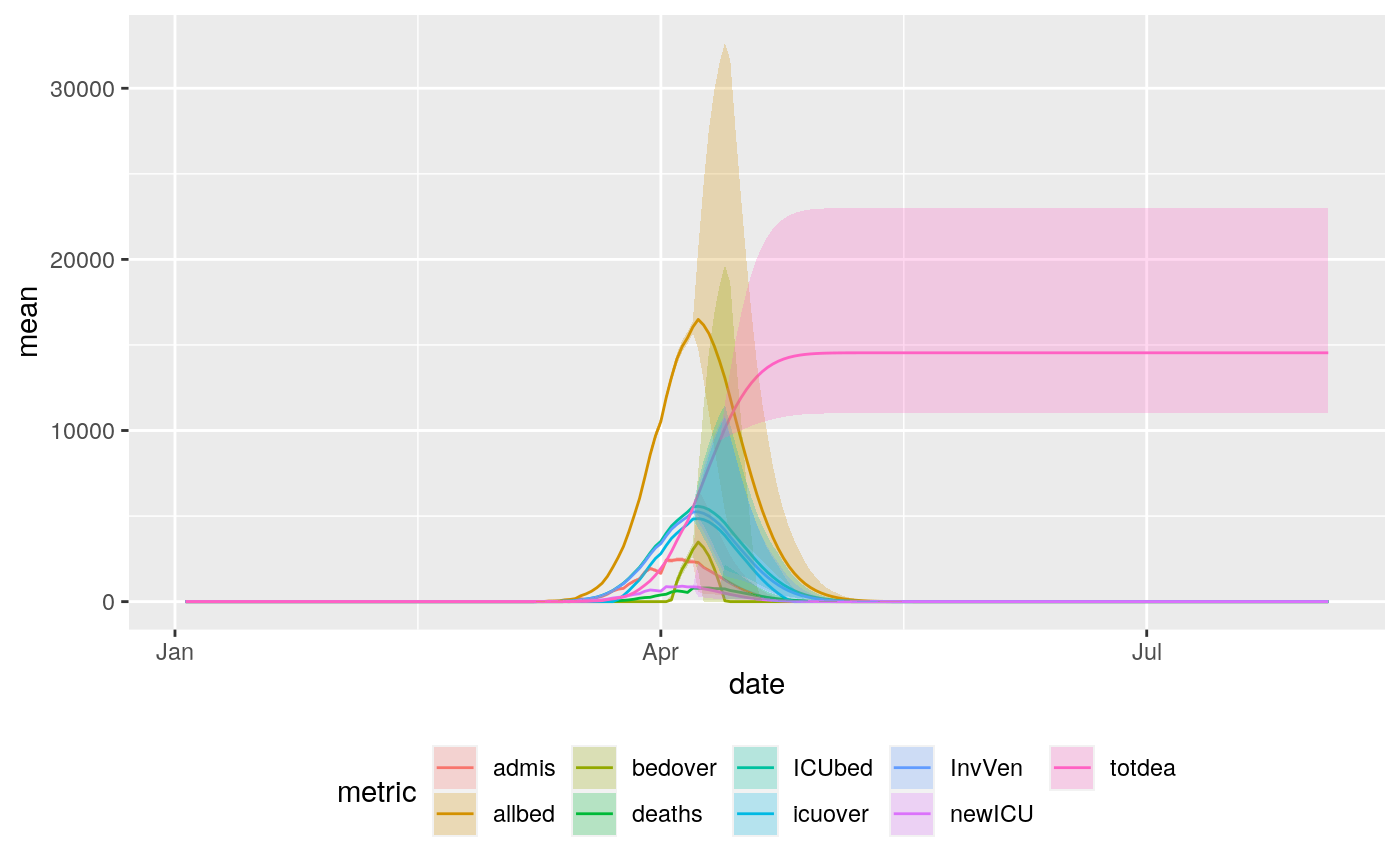 30000
20000
10000
0
mean
Jan Apr Jul
date
metric
admis bedover ICUbed InvVen totdea
allbed deaths icuover newICU